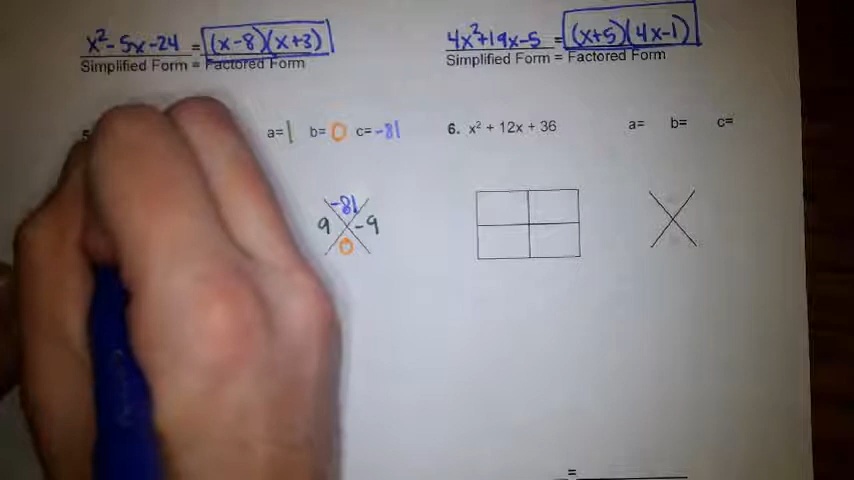 x² - 5x - 24 = (x-8)(x+3)
Simplified Form = Factored Form
4x² + 19x - 5 = (x+5)(4x-1)
Simplified Form = Factored Form
5 a=1 b=0 c=-81
-81
9 -9
0
6. x² + 12x + 36 a= b= c=
=